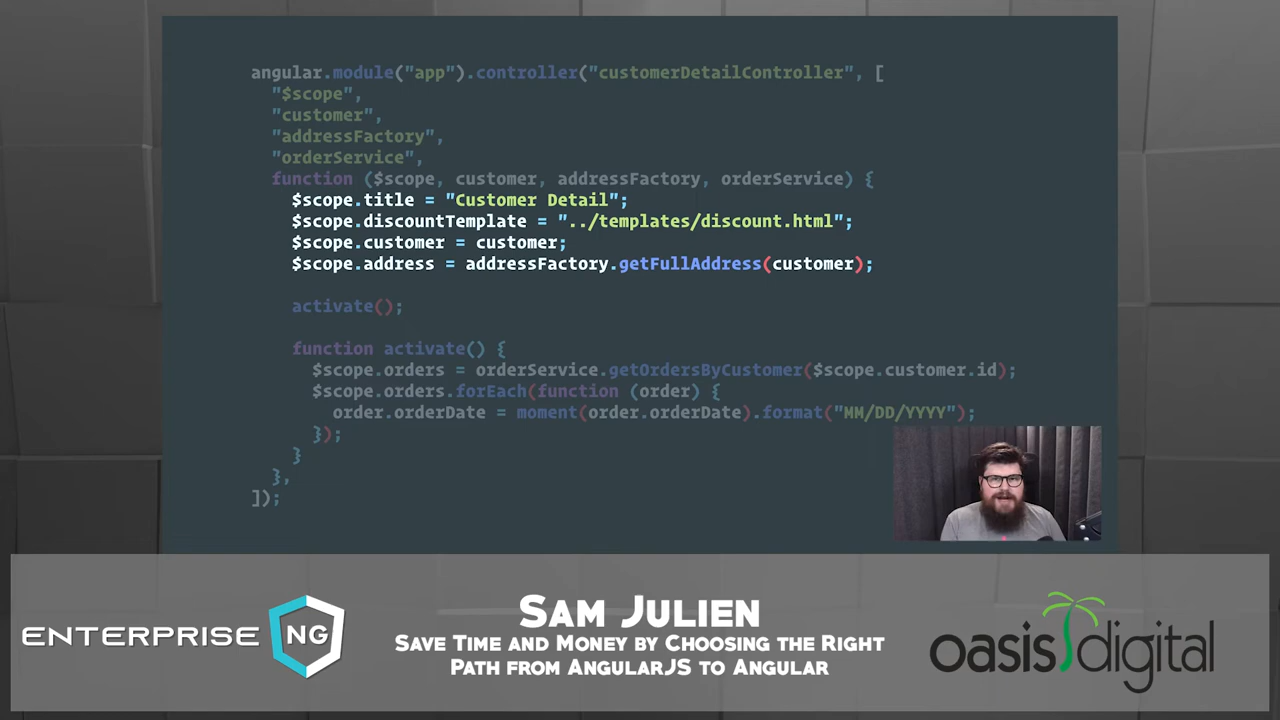 angular.module("app").controller("customerDetailController", [
"$scope",
"customer",
"addressFactory",
"orderService",
function ($scope, customer, addressFactory, orderService) {
$scope.title = "Customer Detail";
$scope.discountTemplate = "../templates/discount.html";
$scope.customer = customer;
$scope.address = addressFactory.getFullAddress(customer);
activate();
function activate() {
$scope.orders = orderService.getOrdersByCustomer($scope.customer.id);
$scope.orders.forEach(function (order) {
order.orderDate = moment(order.orderDate).format("MM/DD/YYYY");
});
}
},
]);
ENTERPRISE NG
Sam Julien
Save Time and Money by Choosing the Right
Path from AngularJS to Angular
oasis digital